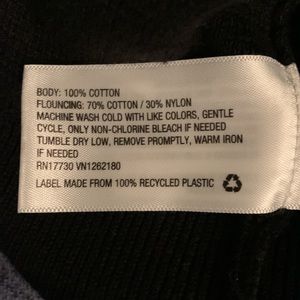 BODY: 100% COTTON
FLOUNCING: 70% COTTON / 30% NYLON
MACHINE WASH COLD WITH LIKE COLORS, GENTLE
CYCLE, ONLY NON-CHLORINE BLEACH IF NEEDED
TUMBLE DRY LOW, REMOVE PROMPTLY, WARM IRON
IF NEEDED
RN17730 VN1262180
LABEL MADE FROM 100% RECYCLED PLASTIC